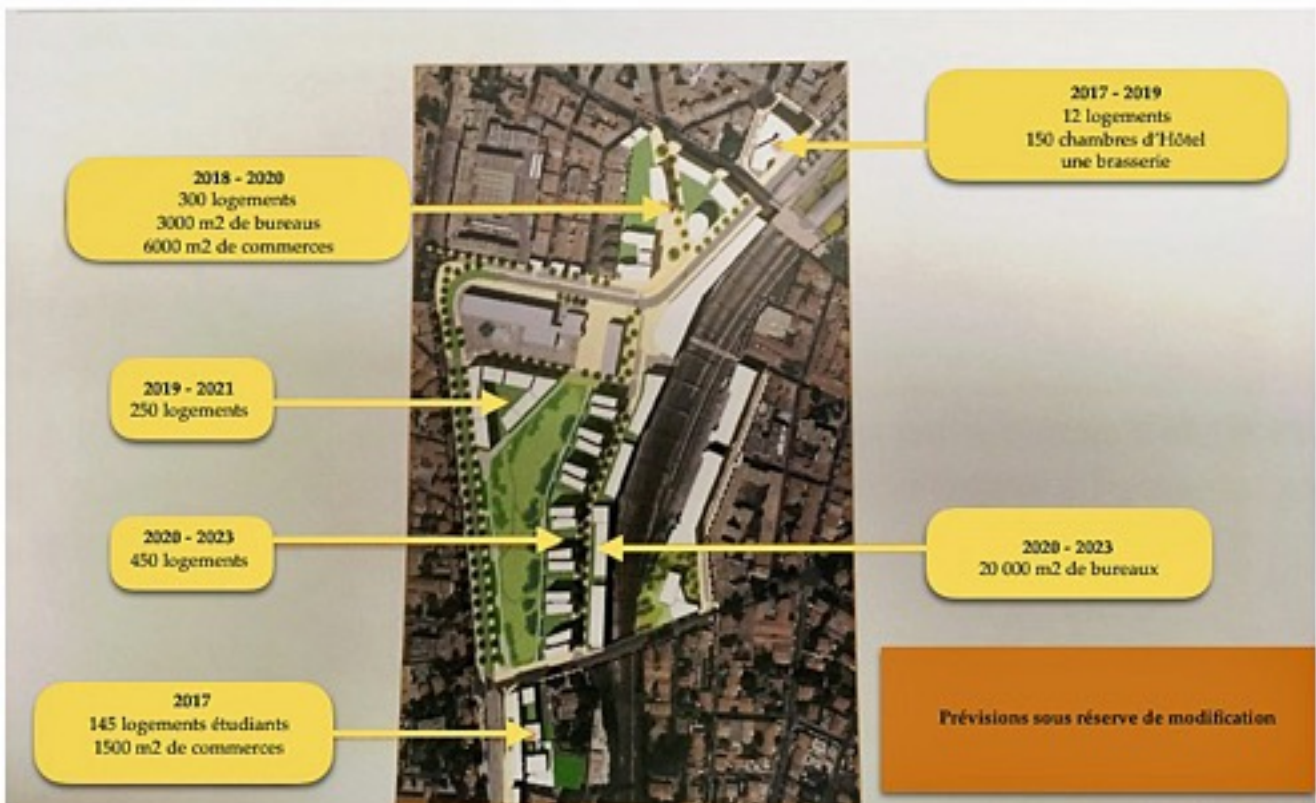 2017 - 2019
12 logements
150 chambres d'Hôtel
une brasserie
2018 - 2020
300 logements
3000 m2 de bureaus
6000 m2 de commerces
2019 - 2021
250 logements
2020 - 2023
450 logements
2020 - 2023
20 000 m2 de bureaux
2017
145 logements étudiants
1500 m2 de commerces
Prévisions sous réserve de modification